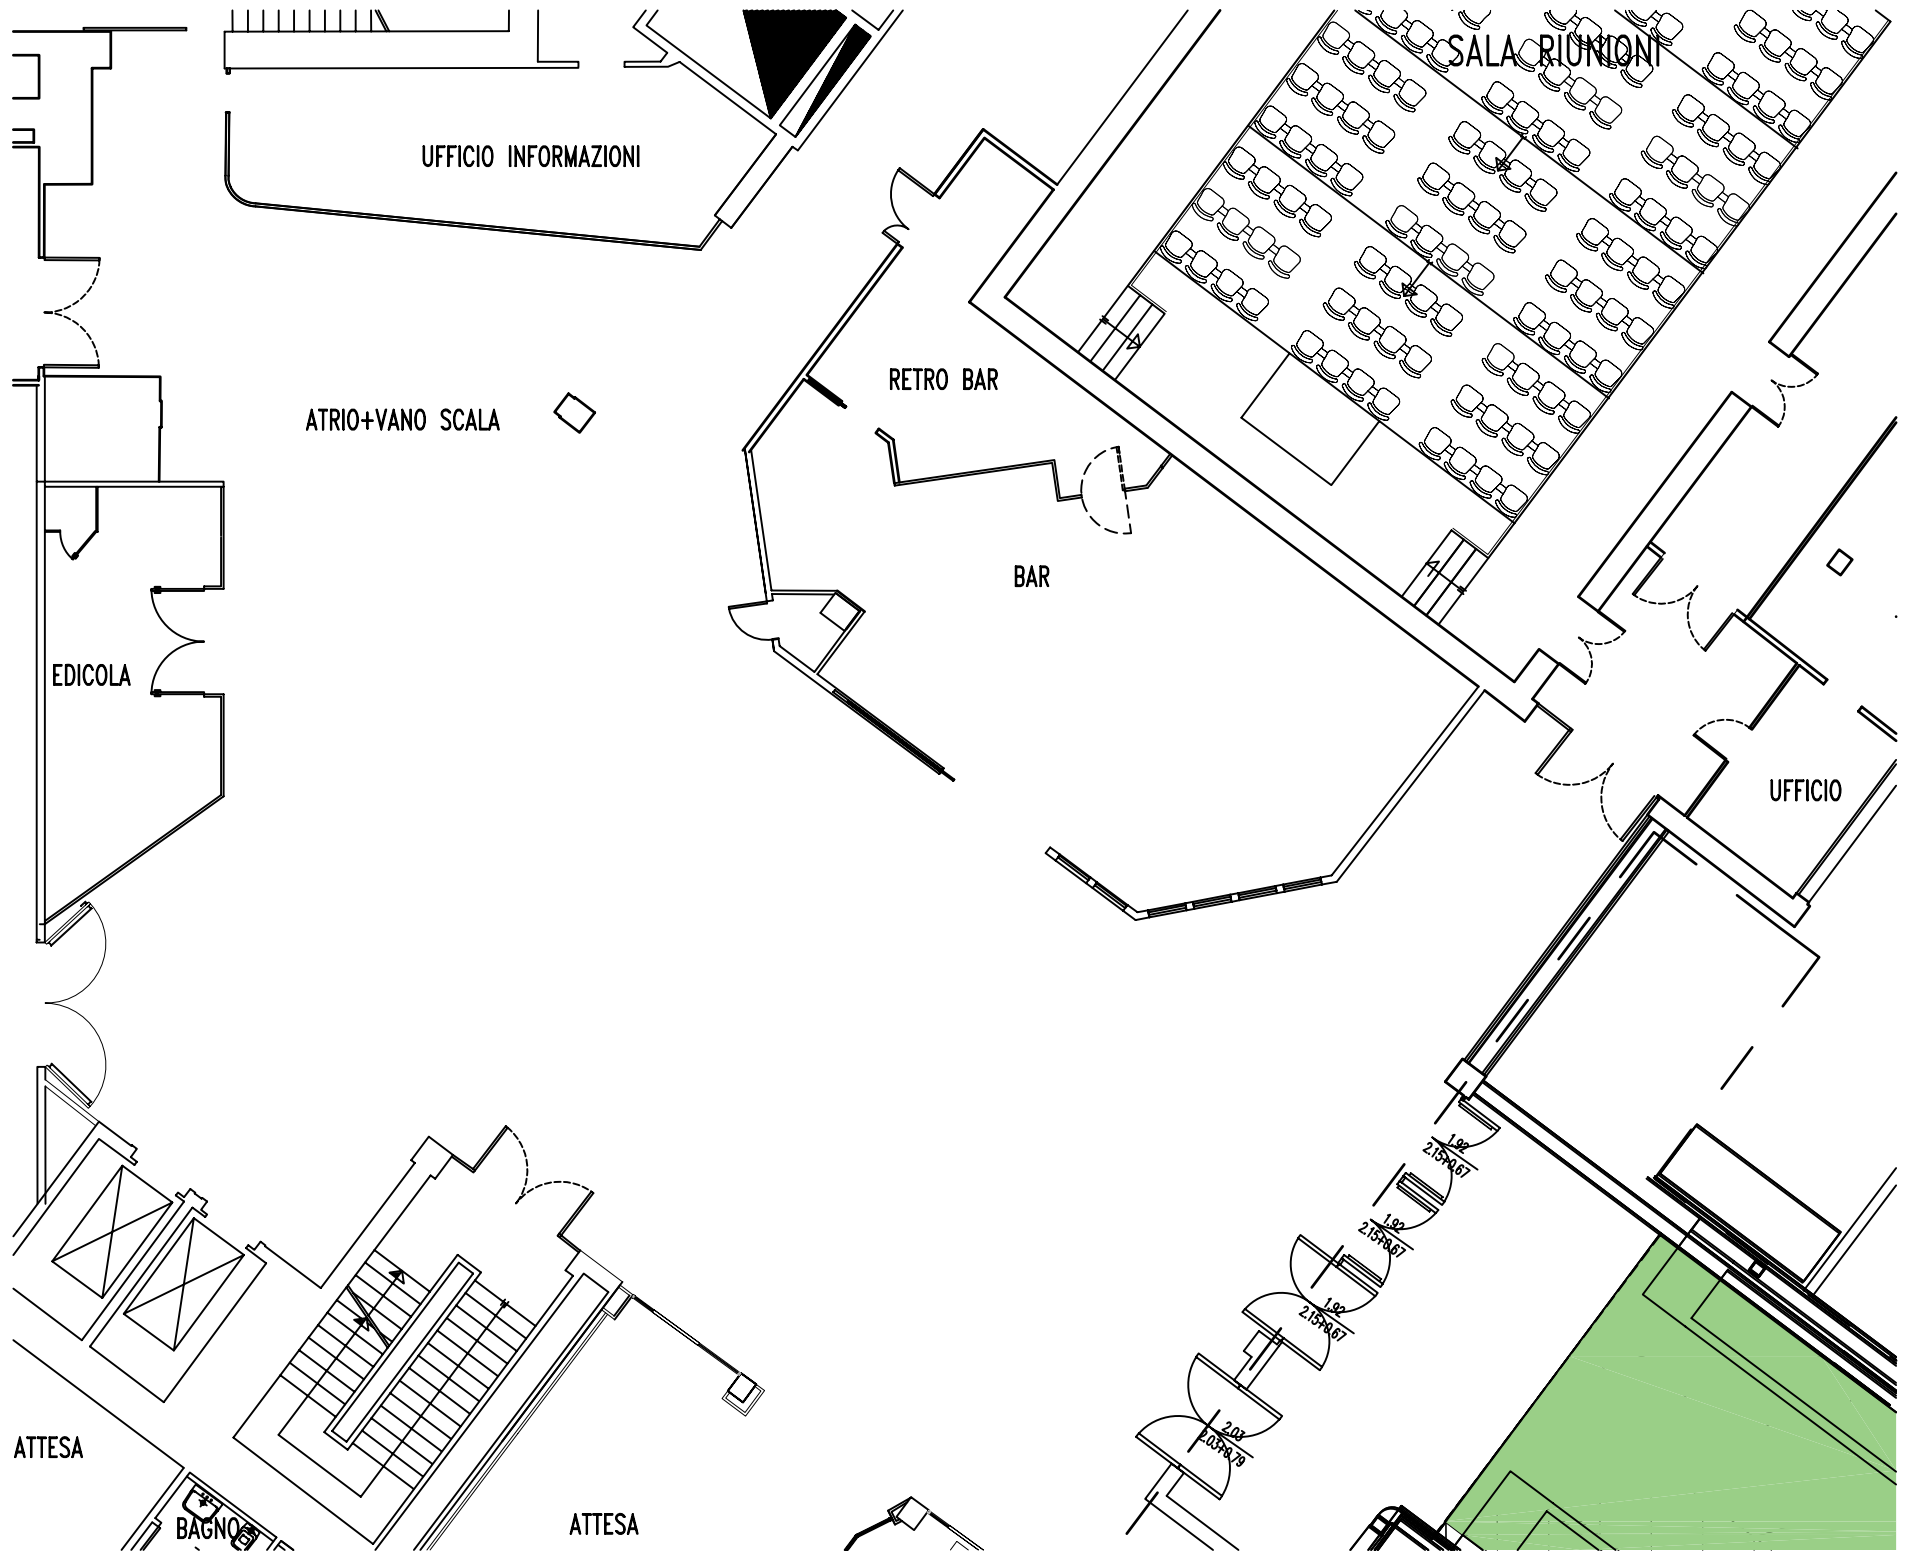 SALA RIUNIONI
UFFICIO INFORMAZIONI
RETRO BAR
ATRIO+VANO SCALA
BAR
EDICOLA
UFFICIO
1.92
2.15+0.67
1.92
2.15+0.67
1.92
2.15+0.67
2.03
2.03+0.79
ATTESA
ATTESA
BAGNO